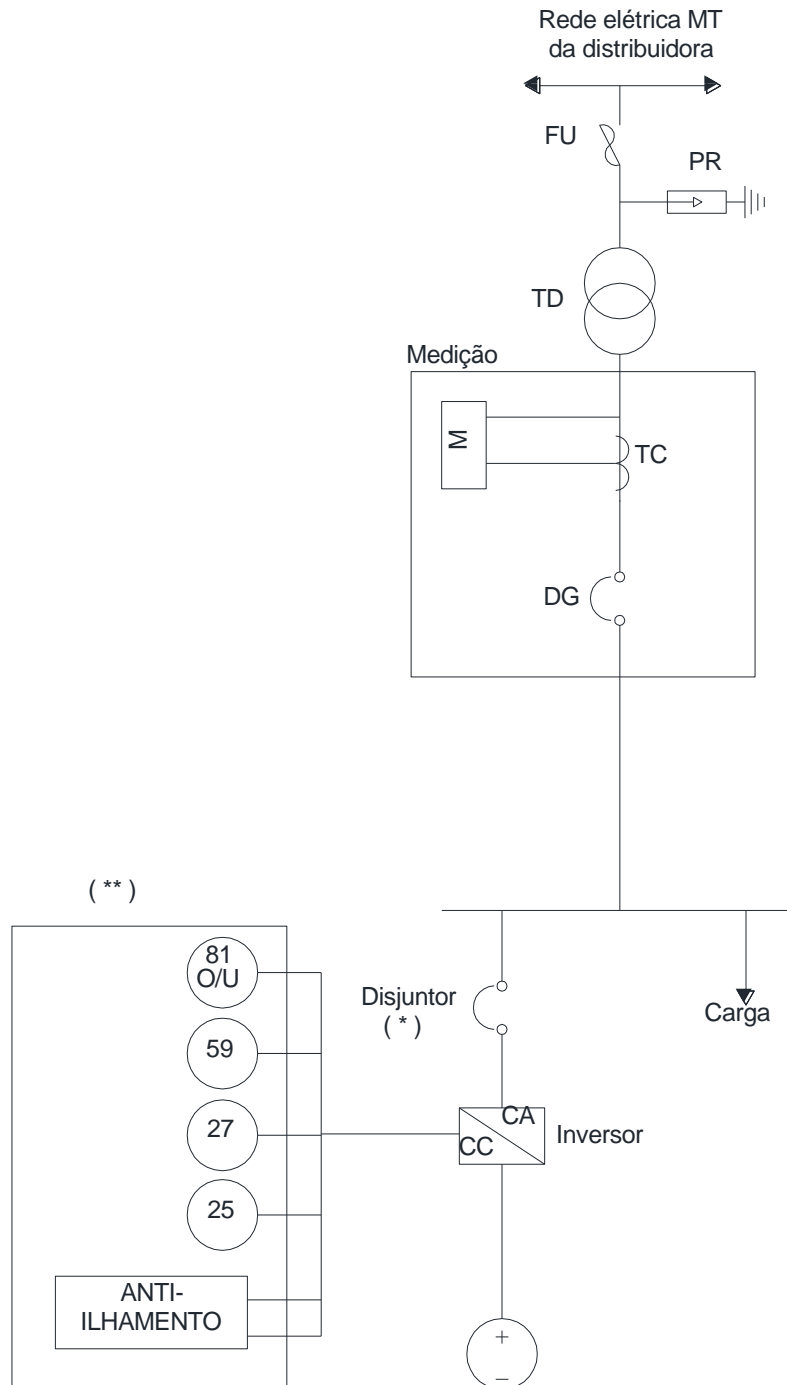 Rede elétrica MT
da distribuidora
FU
PR
TD
Medição
M
TC
DG
( ** )
81
O/U
59
27
25
ANTI-
ILHAMENTO
Disjuntor
( * )
Carga
CA
CC
Inversor
+
–